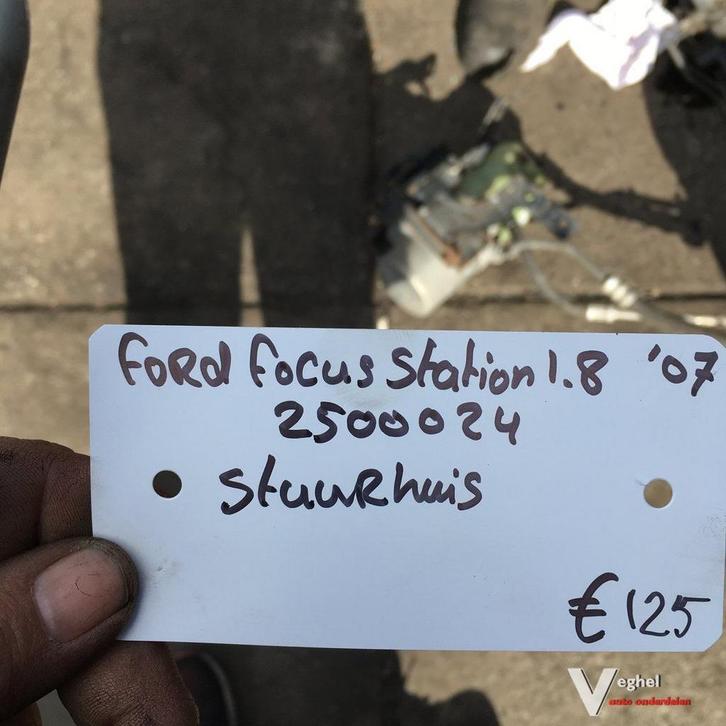 Ford Focus Station 1.8 '07
2500024
Stuurhuis
€ 125
Veghel
auto onderdelen